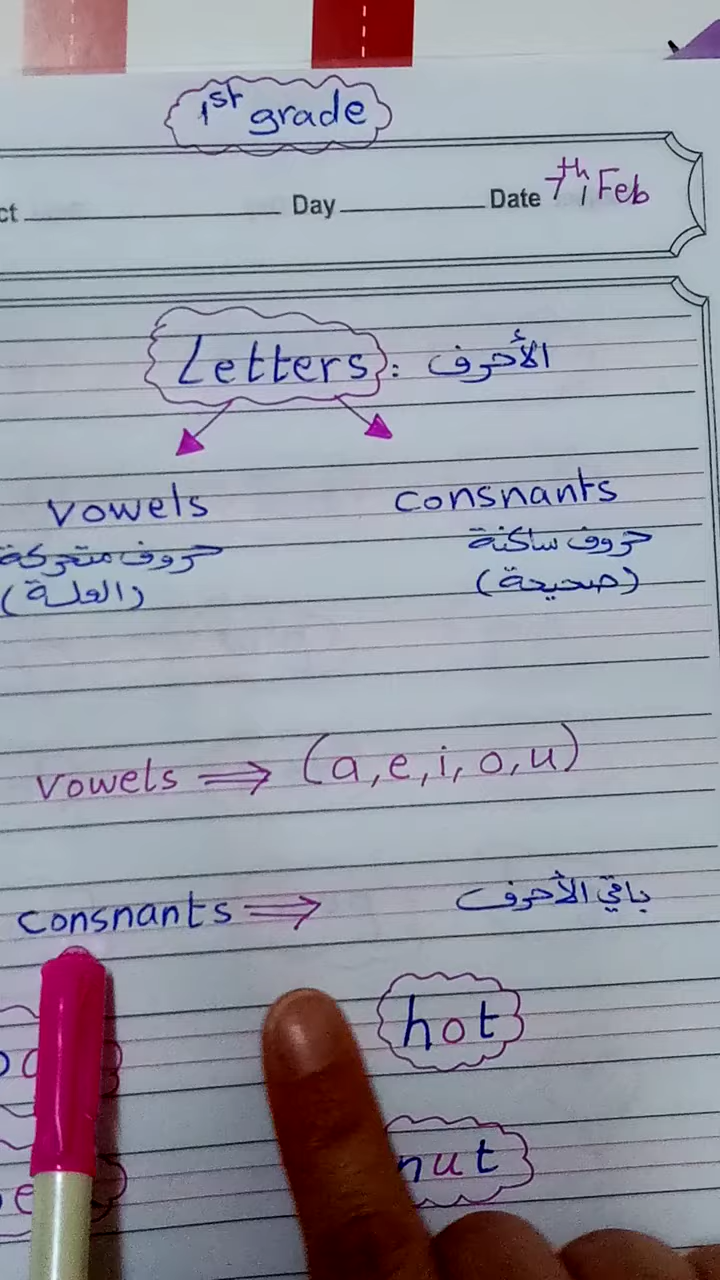 1st grade
Day Date 7th Feb
Letters : الأحرف
vowels consnants
حروف متحركة حروف ساكنة
(العلة) (صحيحة)
vowels ⇒ (a, e, i, o, u)
consnants ⇒ باقي الأحرف
hot
nut